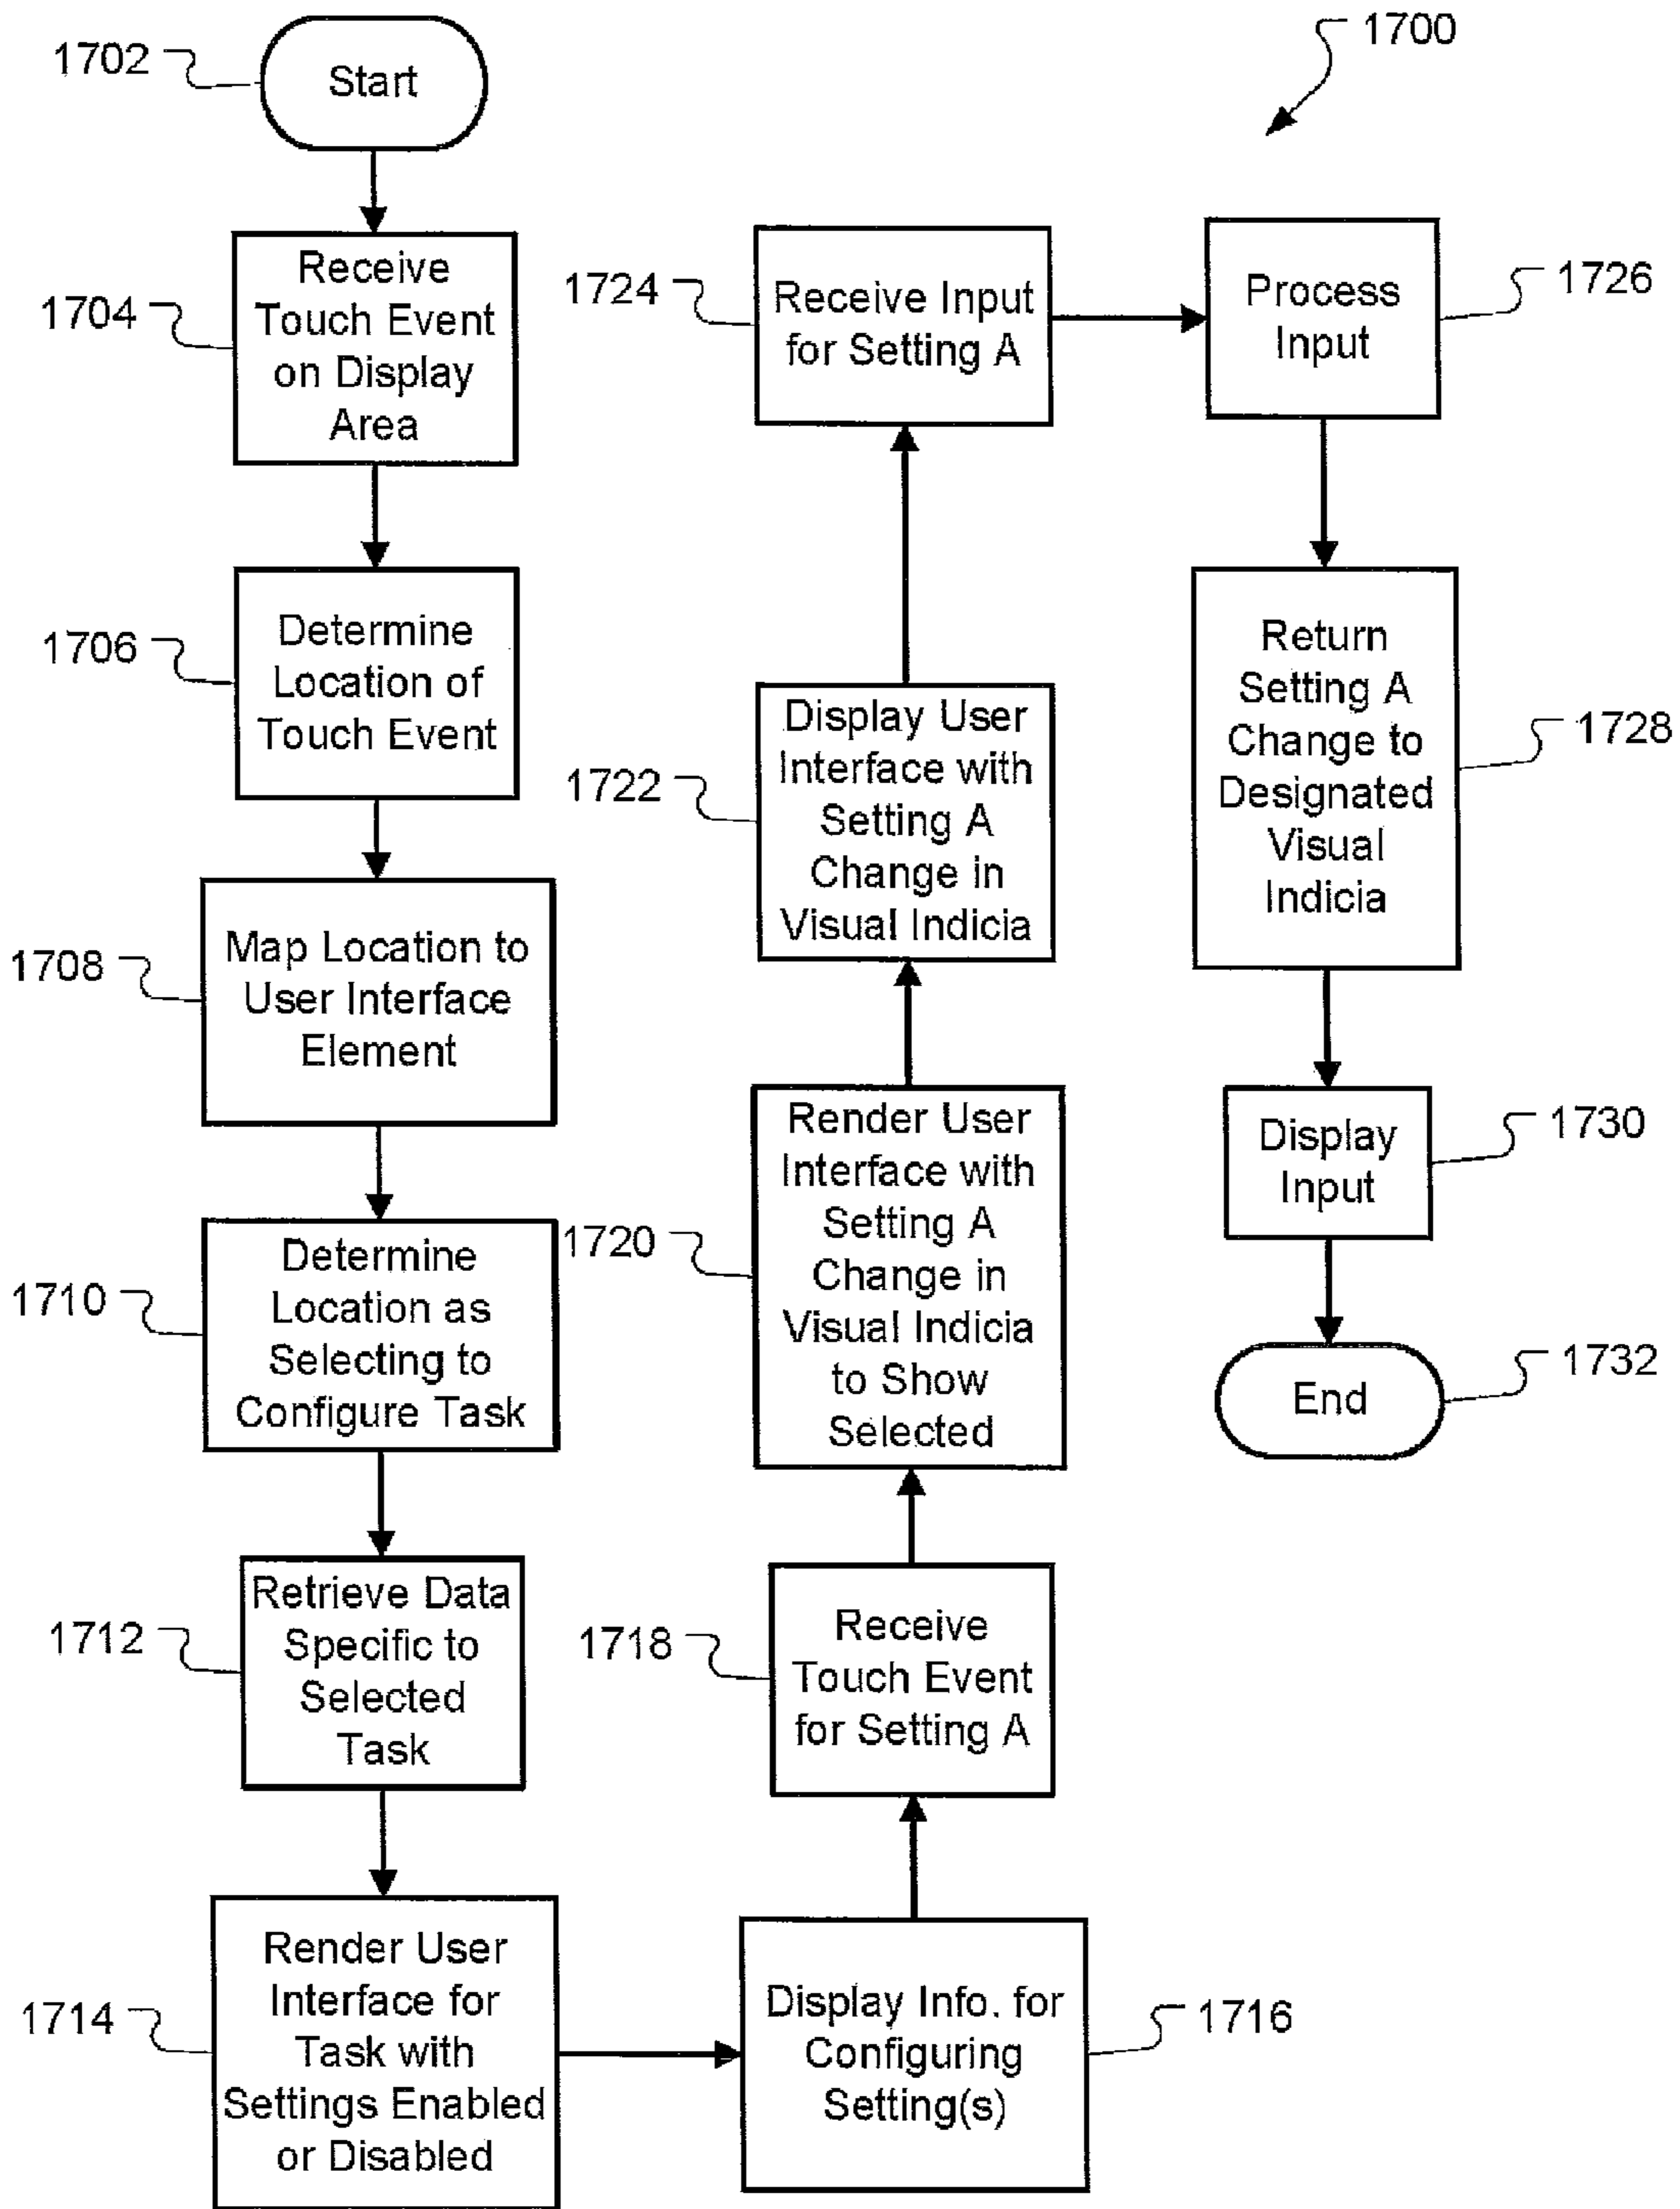 1700
1702
Start
1704
Receive
Touch Event
on Display
Area
1706
Determine
Location of
Touch Event
1708
Map Location to
User Interface
Element
1710
Determine
Location as
Selecting to
Configure Task
1712
Retrieve Data
Specific to
Selected
Task
1714
Render User
Interface for
Task with
Settings Enabled
or Disabled
Display Info. for
Configuring
Setting(s)
1716
1718
Receive
Touch Event
for Setting A
1720
Render User
Interface with
Setting A
Change in
Visual Indicia
to Show
Selected
1722
Display User
Interface with
Setting A
Change in
Visual Indicia
1724
Receive Input
for Setting A
Process
Input
1726
Return
Setting A
Change to
Designated
Visual
Indicia
1728
Display
Input
1730
End
1732